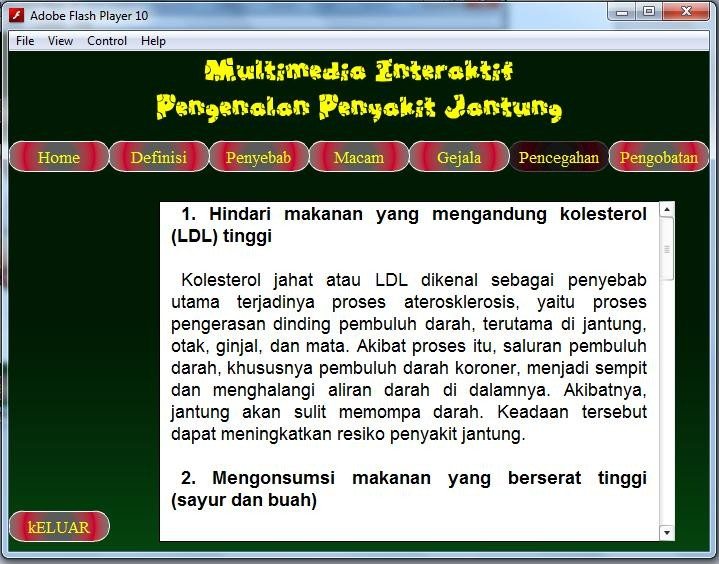 Adobe Flash Player 10
File View Control Help
Multimedia Interaktif
Pengenalan Penyakit Jantung
Home Definisi Penyebab Macam Gejala Pencegahan Pengobatan
1. Hindari makanan yang mengandung kolesterol
(LDL) tinggi
Kolesterol jahat atau LDL dikenal sebagai penyebab
utama terjadinya proses aterosklerosis, yaitu proses
pengerasan dinding pembuluh darah, terutama di jantung,
otak, ginjal, dan mata. Akibat proses itu, saluran pembuluh
darah, khususnya pembuluh darah koroner, menjadi sempit
dan menghalangi aliran darah di dalamnya. Akibatnya,
jantung akan sulit memompa darah. Keadaan tersebut
dapat meningkatkan resiko penyakit jantung.
2. Mengonsumsi makanan yang berserat tinggi
(sayur dan buah)
kELUAR